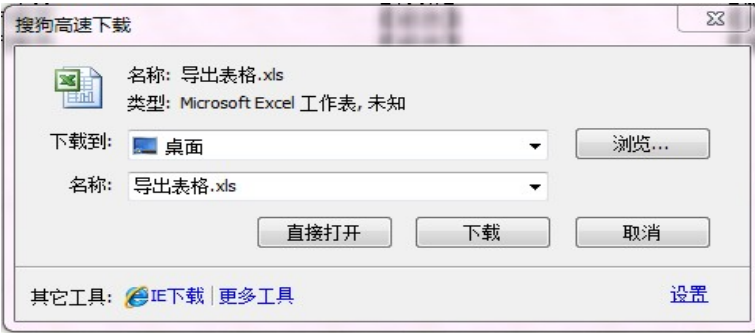 搜狗高速下载
名称: 导出表格.xls
类型: Microsoft Excel 工作表, 未知
下载到: 桌面 浏览...
名称: 导出表格.xls
直接打开 下载 取消
其它工具: IE下载 | 更多工具 设置